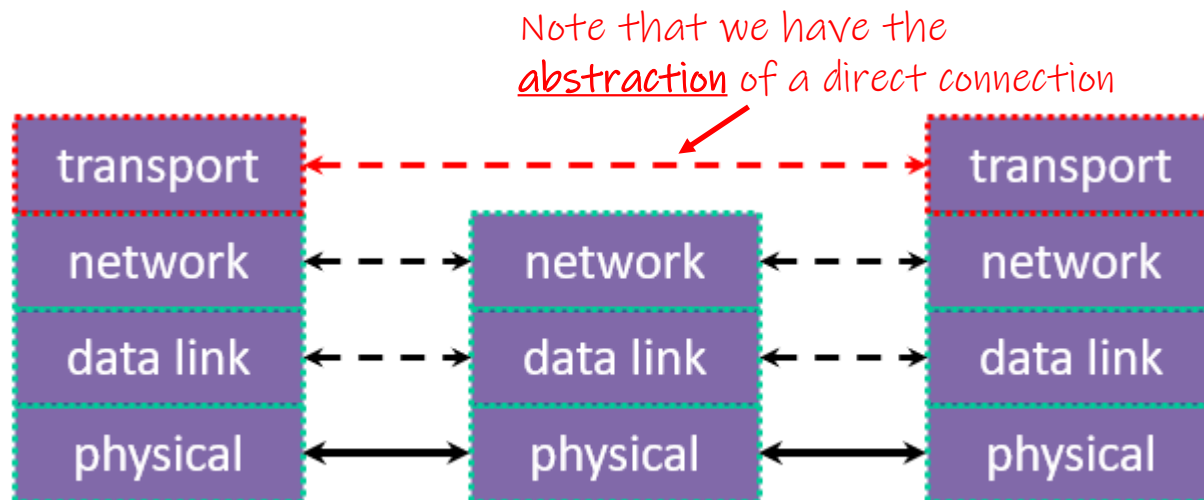 Note that we have the
abstraction of a direct connection
transport
transport
network
network
network
data link
data link
data link
physical
physical
physical